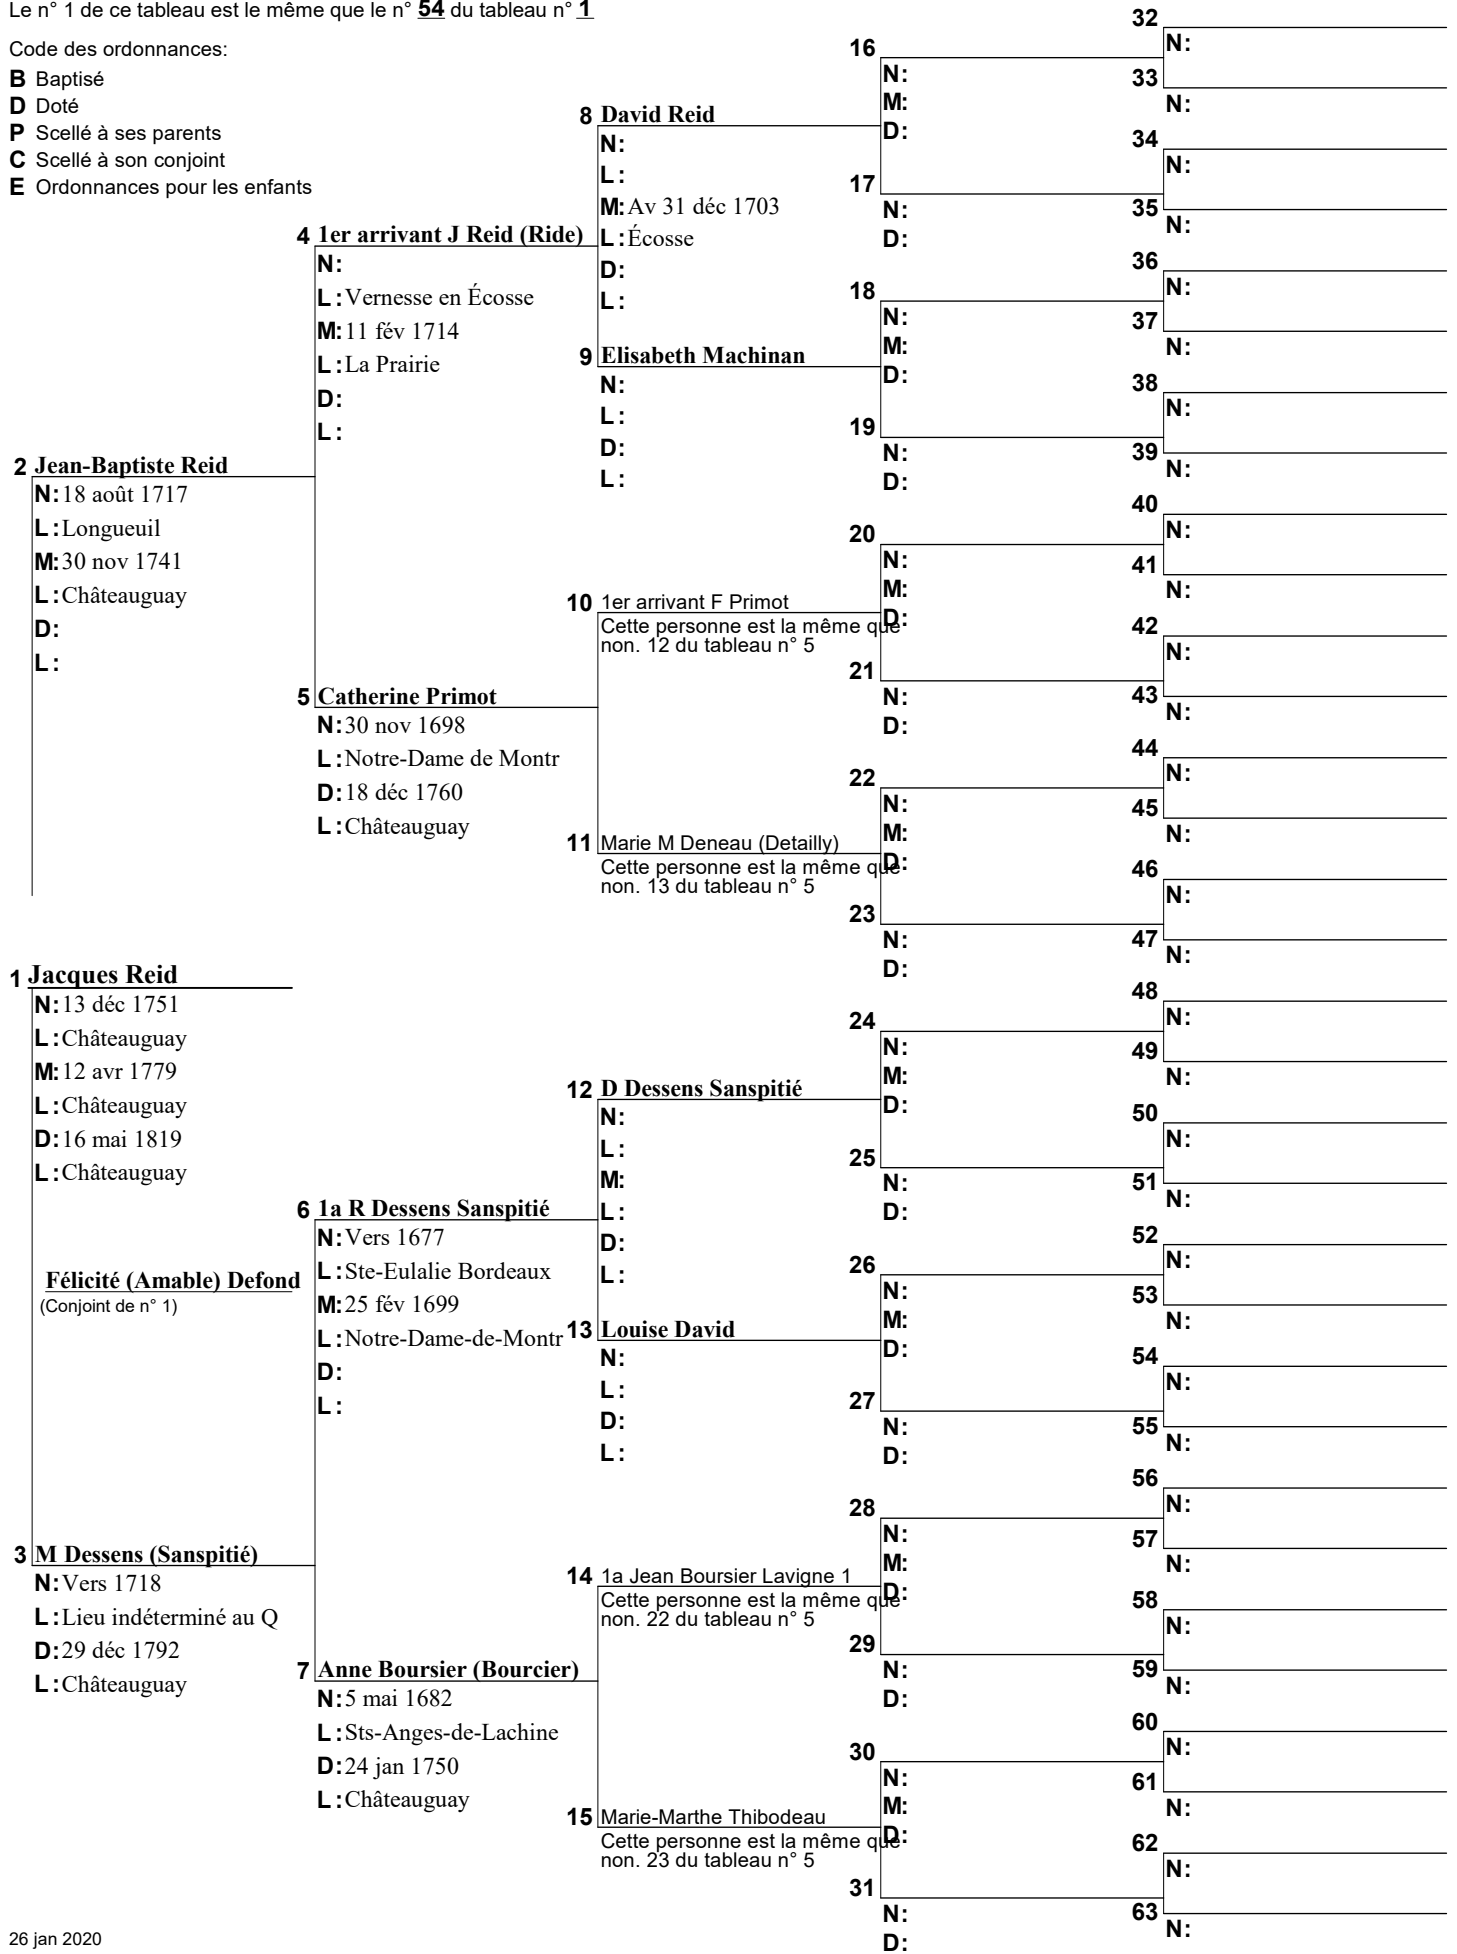 Le n° 1 de ce tableau est le même que le n° 54 du tableau n° 1
Code des ordonnances:
B Baptisé
D Doté
P Scellé à ses parents
C Scellé à son conjoint
E Ordonnances pour les enfants
2 Jean-Baptiste Reid
N: 18 août 1717
L: Longueuil
M: 30 nov 1741
L: Châteauguay
D:
L:
1 Jacques Reid
N: 13 déc 1751
L: Châteauguay
M: 12 avr 1779
L: Châteauguay
D: 16 mai 1819
L: Châteauguay
Félicité (Amable) Defond
(Conjoint de n° 1)
3 M Dessens (Sanspitié)
N: Vers 1718
L: Lieu indéterminé au Q
D: 29 déc 1792
L: Châteauguay
4 1er arrivant J Reid (Ride)
N:
L: Vernesse en Écosse
M: 11 fév 1714
L: La Prairie
D:
L:
5 Catherine Primot
N: 30 nov 1698
L: Notre-Dame de Montr
D: 18 déc 1760
L: Châteauguay
6 1a R Dessens Sanspitié
N: Vers 1677
L: Ste-Eulalie Bordeaux
M: 25 fév 1699
L: Notre-Dame-de-Montr
D:
L:
7 Anne Boursier (Bourcier)
N: 5 mai 1682
L: Sts-Anges-de-Lachine
D: 24 jan 1750
L: Châteauguay
8 David Reid
N:
L:
M: Av 31 déc 1703
L: Écosse
D:
L:
9 Elisabeth Machinan
N:
L:
D:
L:
10 1er arrivant F Primot
Cette personne est la même que
non. 12 du tableau n° 5
11 Marie M Deneau (Detailly)
Cette personne est la même que
non. 13 du tableau n° 5
12 D Dessens Sanspitié
N:
L:
M:
L:
D:
L:
13 Louise David
N:
L:
D:
L:
14 1a Jean Boursier Lavigne 1
Cette personne est la même que
non. 22 du tableau n° 5
15 Marie-Marthe Thibodeau
Cette personne est la même que
non. 23 du tableau n° 5
16
N:
M:
D:
17
N:
D:
18
N:
M:
D:
19
N:
D:
20
N:
M:
D:
21
N:
D:
22
N:
M:
D:
23
N:
D:
24
N:
M:
D:
25
N:
D:
26
N:
M:
D:
27
N:
D:
28
N:
M:
D:
29
N:
D:
30
N:
M:
D:
31
N:
D:
32
N:
33
N:
34
N:
35
N:
36
N:
37
N:
38
N:
39
N:
40
N:
41
N:
42
N:
43
N:
44
N:
45
N:
46
N:
47
N:
48
N:
49
N:
50
N:
51
N:
52
N:
53
N:
54
N:
55
N:
56
N:
57
N:
58
N:
59
N:
60
N:
61
N:
62
N:
63
N:
26 jan 2020